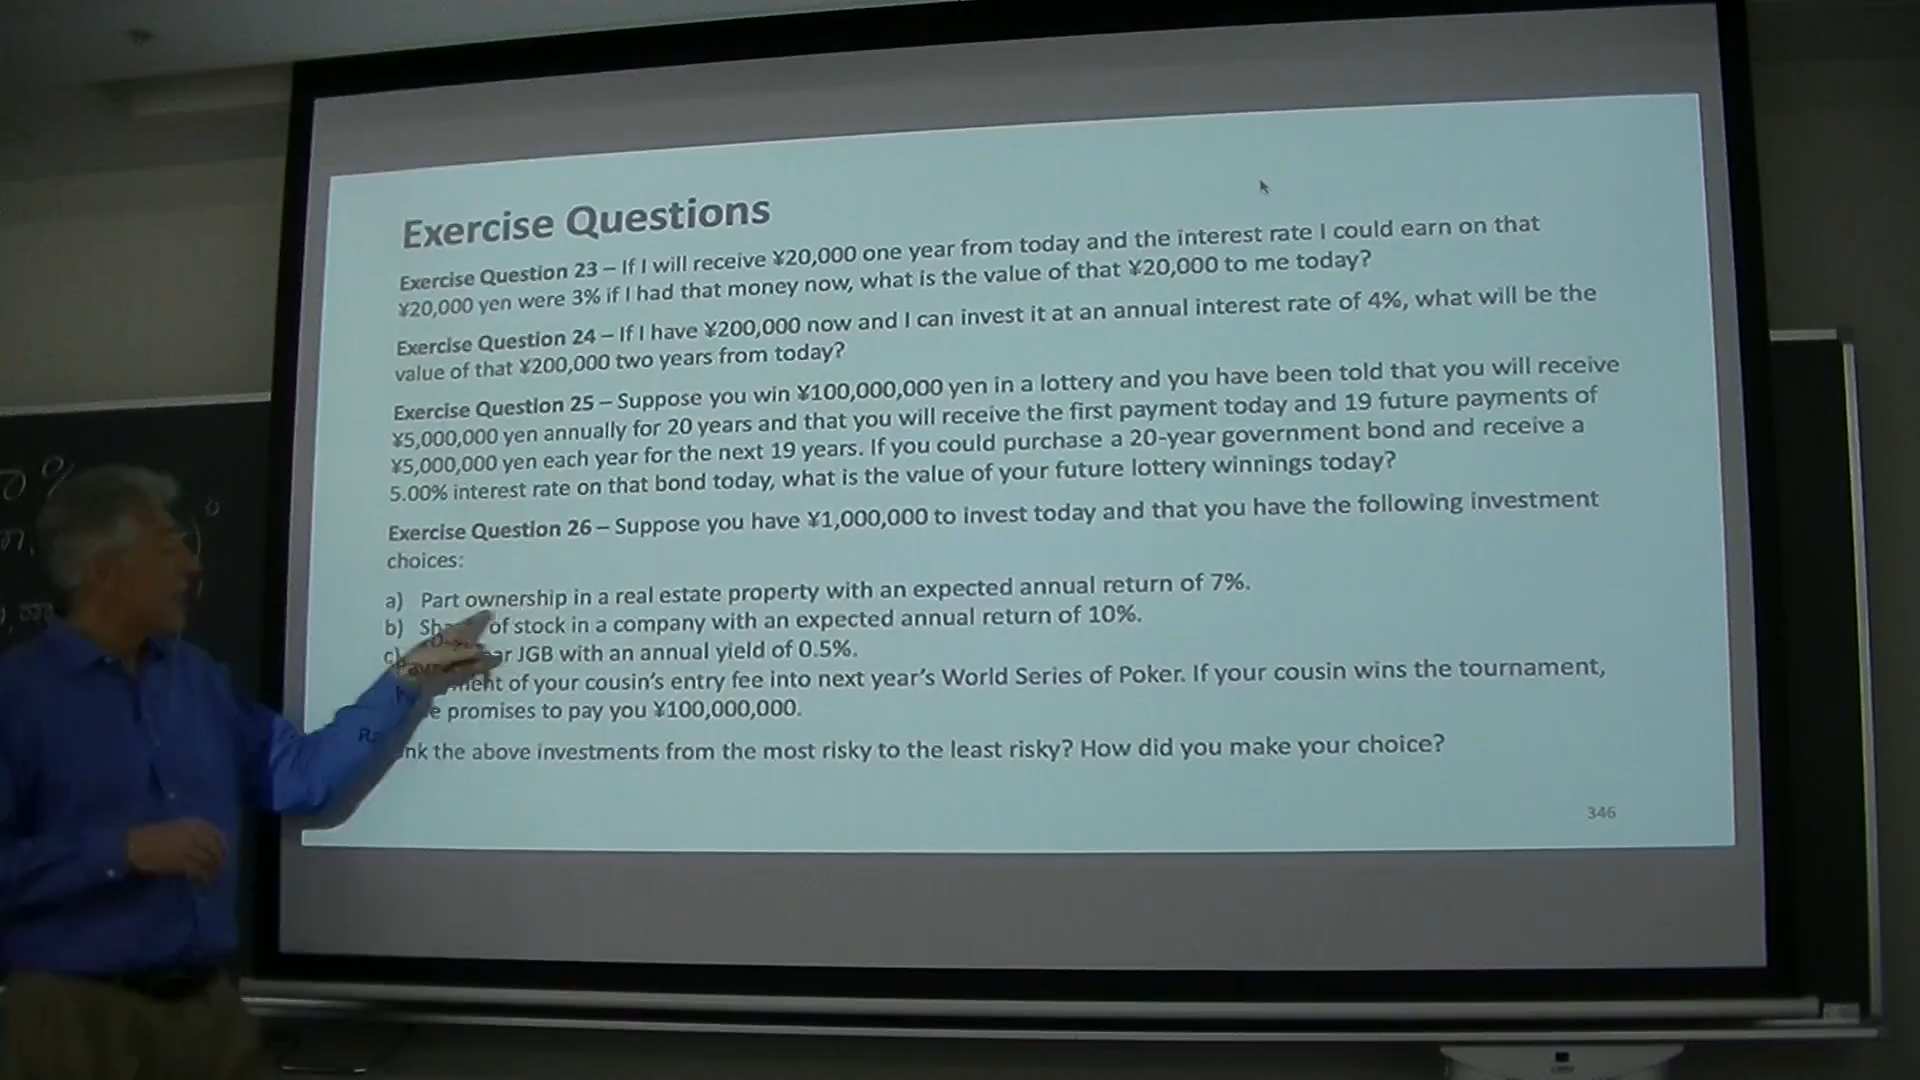 Exercise Questions
Exercise Question 23 – If I will receive ¥20,000 one year from today and the interest rate I could earn on that
¥20,000 yen were 3% if I had that money now, what is the value of that ¥20,000 to me today?
Exercise Question 24 – If I have ¥200,000 now and I can invest it at an annual interest rate of 4%, what will be the
value of that ¥200,000 two years from today?
Exercise Question 25 – Suppose you win ¥100,000,000 yen in a lottery and you have been told that you will receive
¥5,000,000 yen annually for 20 years and that you will receive the first payment today and 19 future payments of
¥5,000,000 yen each year for the next 19 years. If you could purchase a 20-year government bond and receive a
5.00% interest rate on that bond today, what is the value of your future lottery winnings today?
Exercise Question 26 – Suppose you have ¥1,000,000 to invest today and that you have the following investment
choices:
a) Part ownership in a real estate property with an expected annual return of 7%.
b) of stock in a company with an expected annual return of 10%.
c) JGB with an annual yield of 0.5%.
of your cousin's entry fee into next year's World Series of Poker. If your cousin wins the tournament,
promises to pay you ¥100,000,000.
the above investments from the most risky to the least risky? How did you make your choice?
346